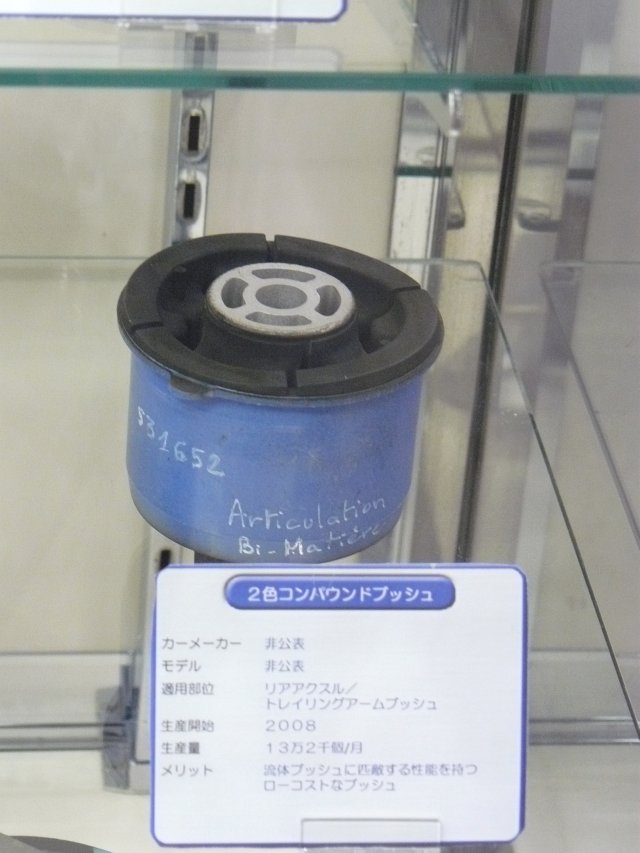 531652
Articulation
Bi-Matière
2色コンパウンドブッシュ
カーメーカー 非公表
モデル 非公表
適用部位 リアアクスル／
トレイリングアームブッシュ
生産開始 2008
生産量 13万2千個/月
メリット 流体ブッシュに匹敵する性能を持つ
ローコストなブッシュ